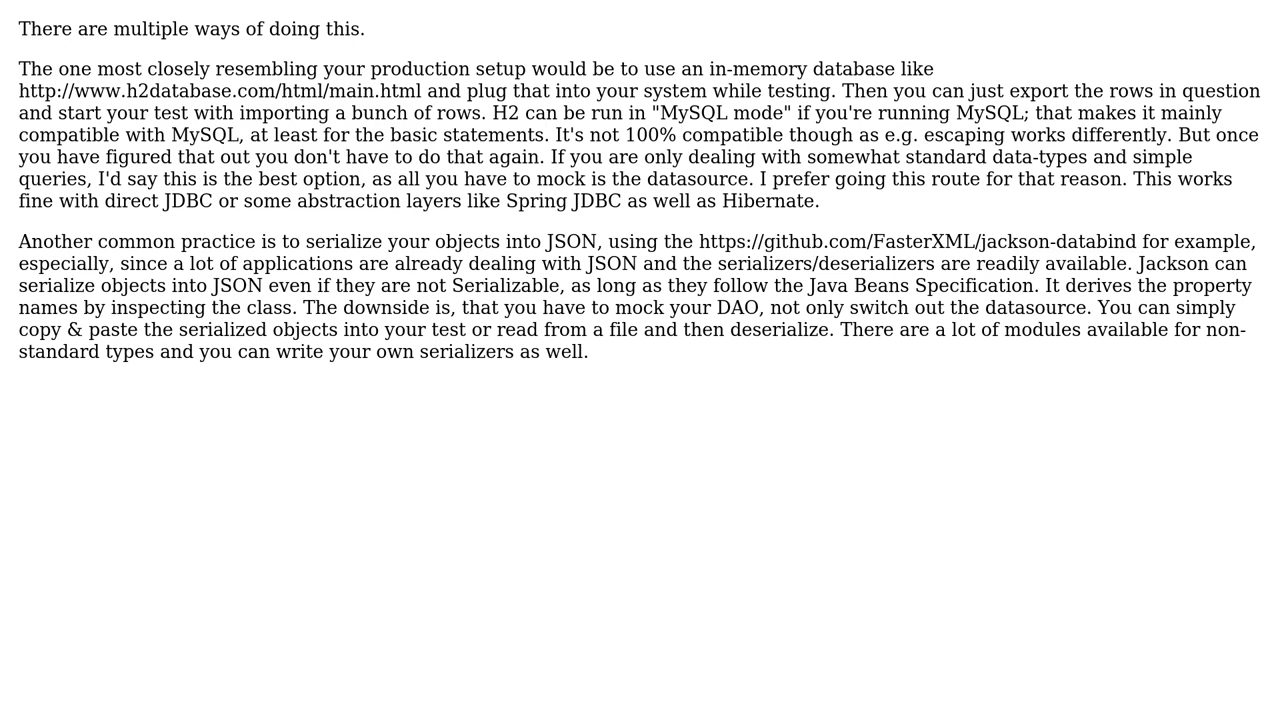 There are multiple ways of doing this.
The one most closely resembling your production setup would be to use an in-memory database like
http://www.h2database.com/html/main.html and plug that into your system while testing. Then you can just export the rows in question
and start your test with importing a bunch of rows. H2 can be run in "MySQL mode" if you're running MySQL; that makes it mainly
compatible with MySQL, at least for the basic statements. It's not 100% compatible though as e.g. escaping works differently. But once
you have figured that out you don't have to do that again. If you are only dealing with somewhat standard data-types and simple
queries, I'd say this is the best option, as all you have to mock is the datasource. I prefer going this route for that reason. This works
fine with direct JDBC or some abstraction layers like Spring JDBC as well as Hibernate.
Another common practice is to serialize your objects into JSON, using the https://github.com/FasterXML/jackson-databind for example,
especially, since a lot of applications are already dealing with JSON and the serializers/deserializers are readily available. Jackson can
serialize objects into JSON even if they are not Serializable, as long as they follow the Java Beans Specification. It derives the property
names by inspecting the class. The downside is, that you have to mock your DAO, not only switch out the datasource. You can simply
copy & paste the serialized objects into your test or read from a file and then deserialize. There are a lot of modules available for non-
standard types and you can write your own serializers as well.